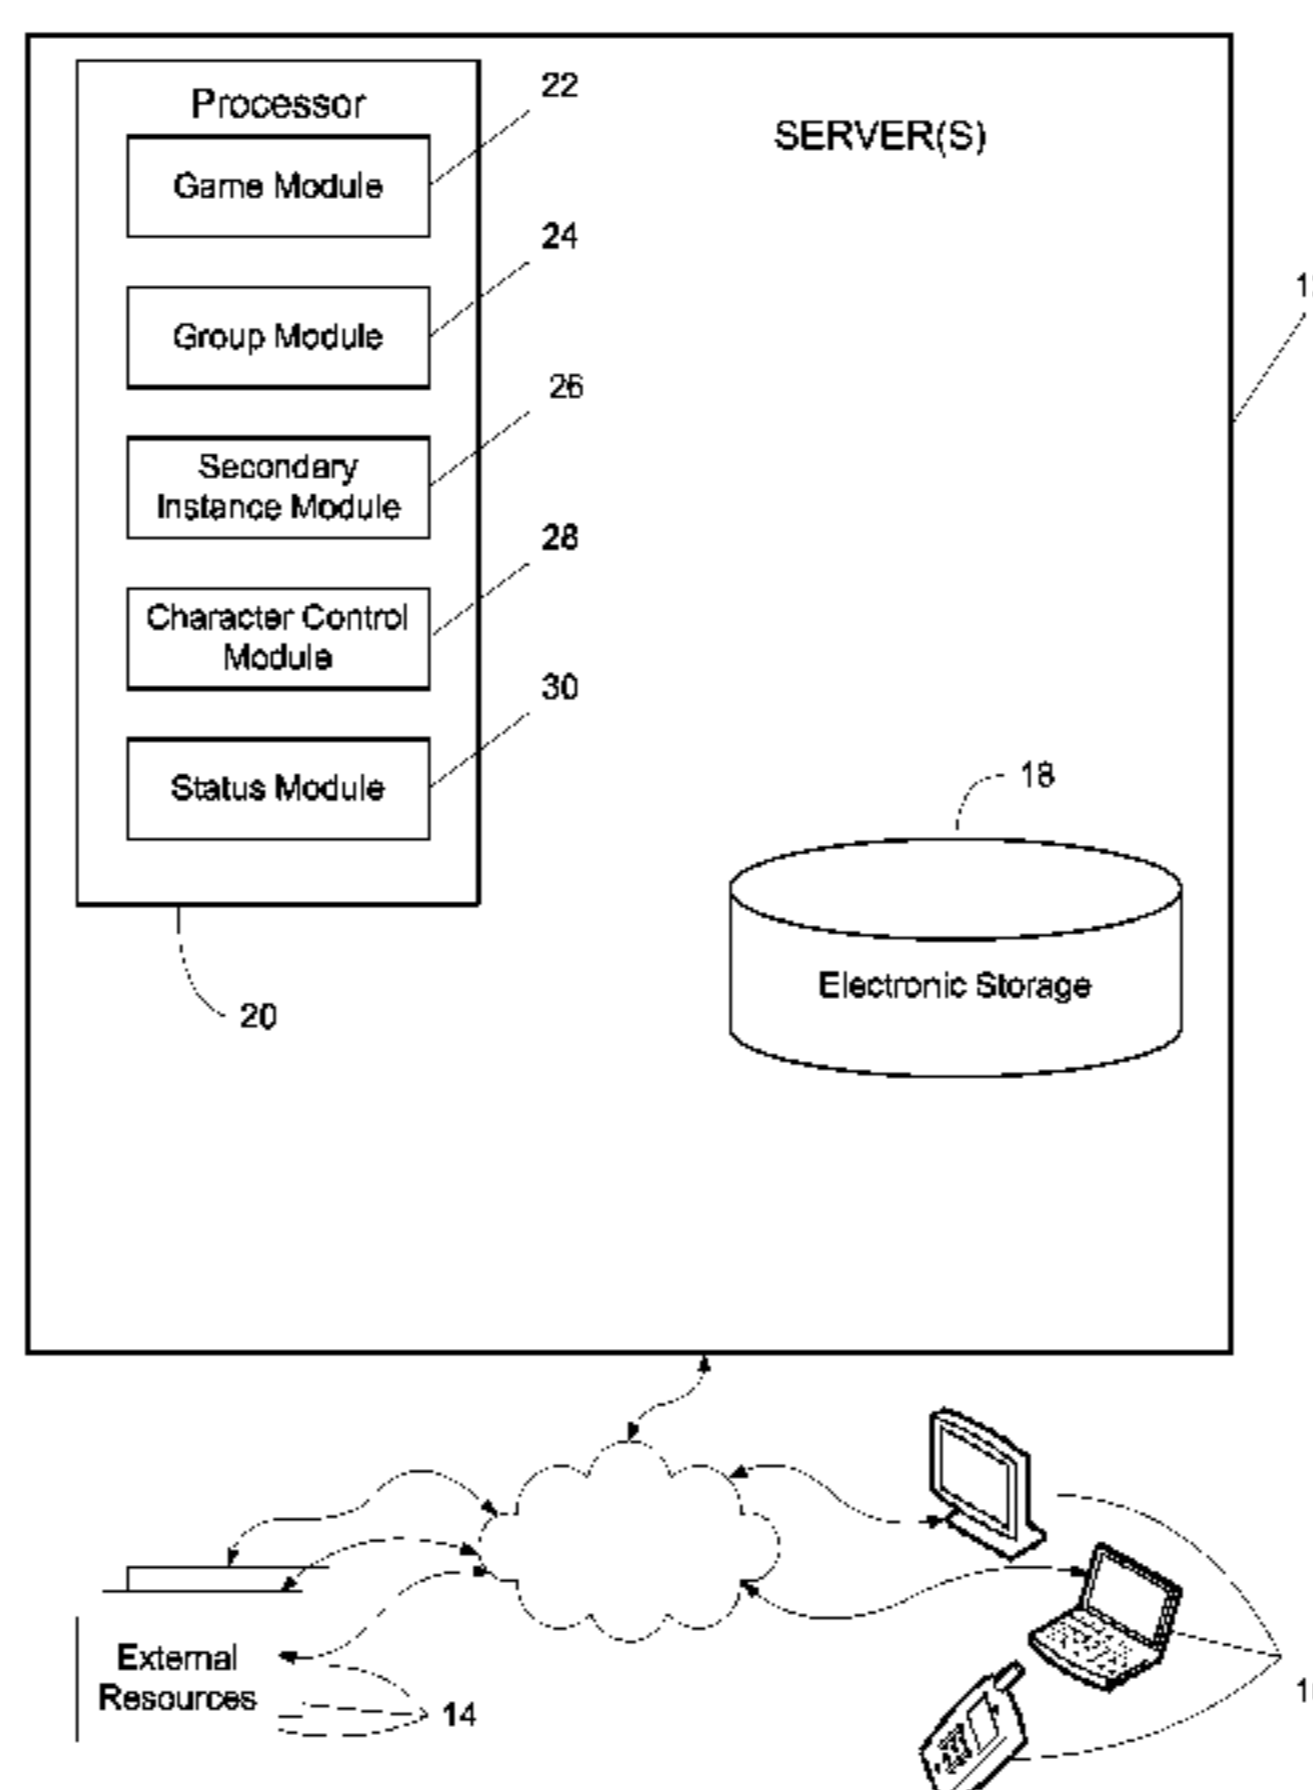 Processor
22
SERVER(S)
Game Module
24
Group Module
26
Secondary
Instance Module
28
Character Control
Module
30
Status Module
18
Electronic Storage
20
External
Resources
14